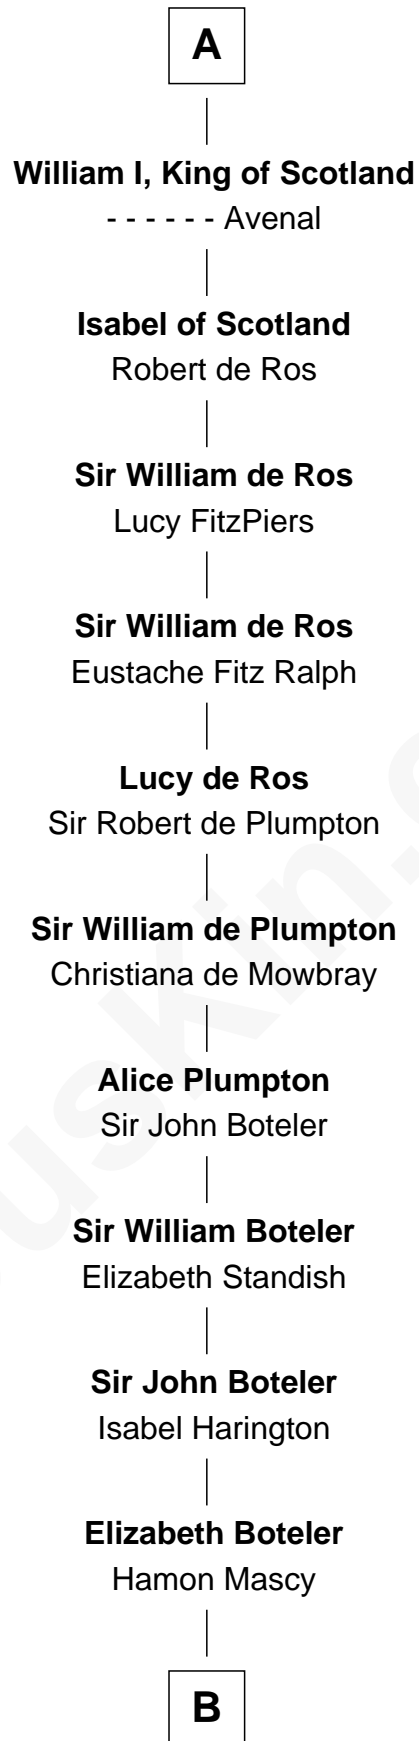 A
William I, King of Scotland
- - - - - - Avenal
Isabel of Scotland
Robert de Ros
Sir William de Ros
Lucy FitzPiers
Sir William de Ros
Eustache Fitz Ralph
Lucy de Ros
Sir Robert de Plumpton
Sir William de Plumpton
Christiana de Mowbray
Alice Plumpton
Sir John Boteler
Sir William Boteler
Elizabeth Standish
Sir John Boteler
Isabel Harington
Elizabeth Boteler
Hamon Mascy
B